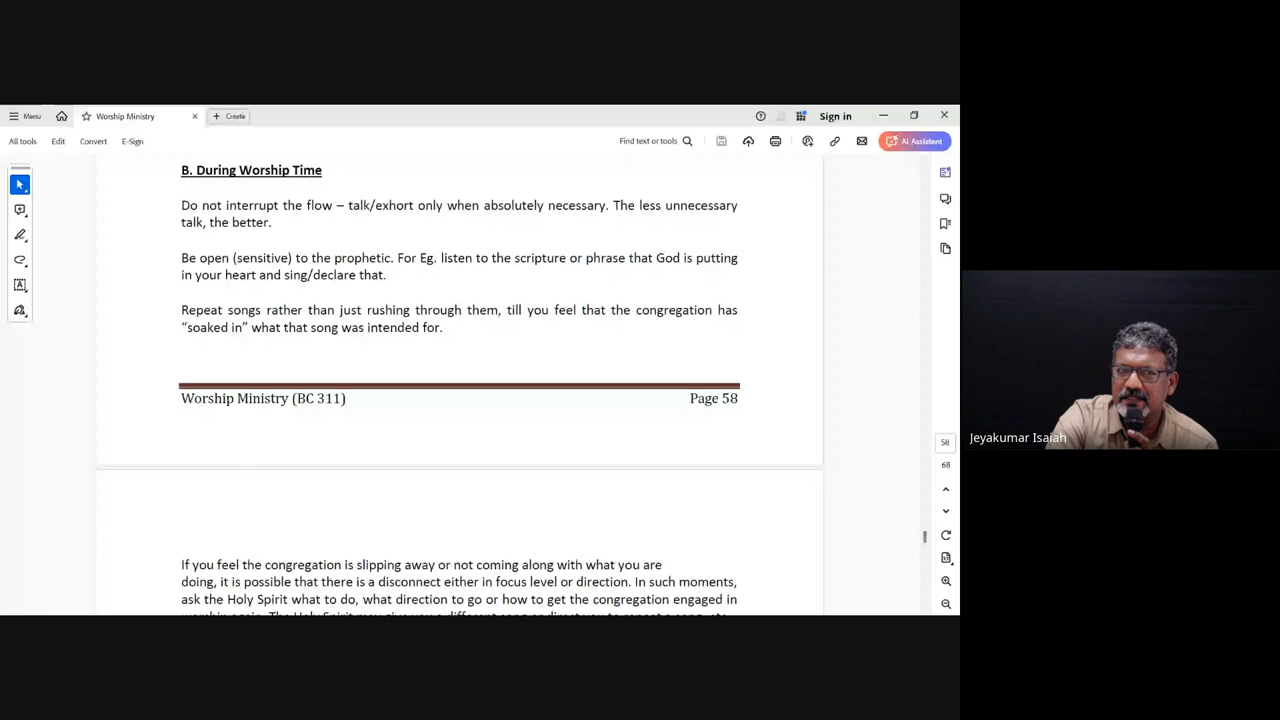 Menu
Worship Ministry
Create
Sign in
All tools
Edit
Convert
E-Sign
Find text or tools
AI Assistant
B. During Worship Time
Do not interrupt the flow – talk/exhort only when absolutely necessary. The less unnecessary
talk, the better.
Be open (sensitive) to the prophetic. For Eg. listen to the scripture or phrase that God is putting
in your heart and sing/declare that.
Repeat songs rather than just rushing through them, till you feel that the congregation has
“soaked in” what that song was intended for.
Worship Ministry (BC 311)
Page 58
If you feel the congregation is slipping away or not coming along with what you are
doing, it is possible that there is a disconnect either in focus level or direction. In such moments,
ask the Holy Spirit what to do, what direction to go or how to get the congregation engaged in
58
68
Jeyakumar Isaiah